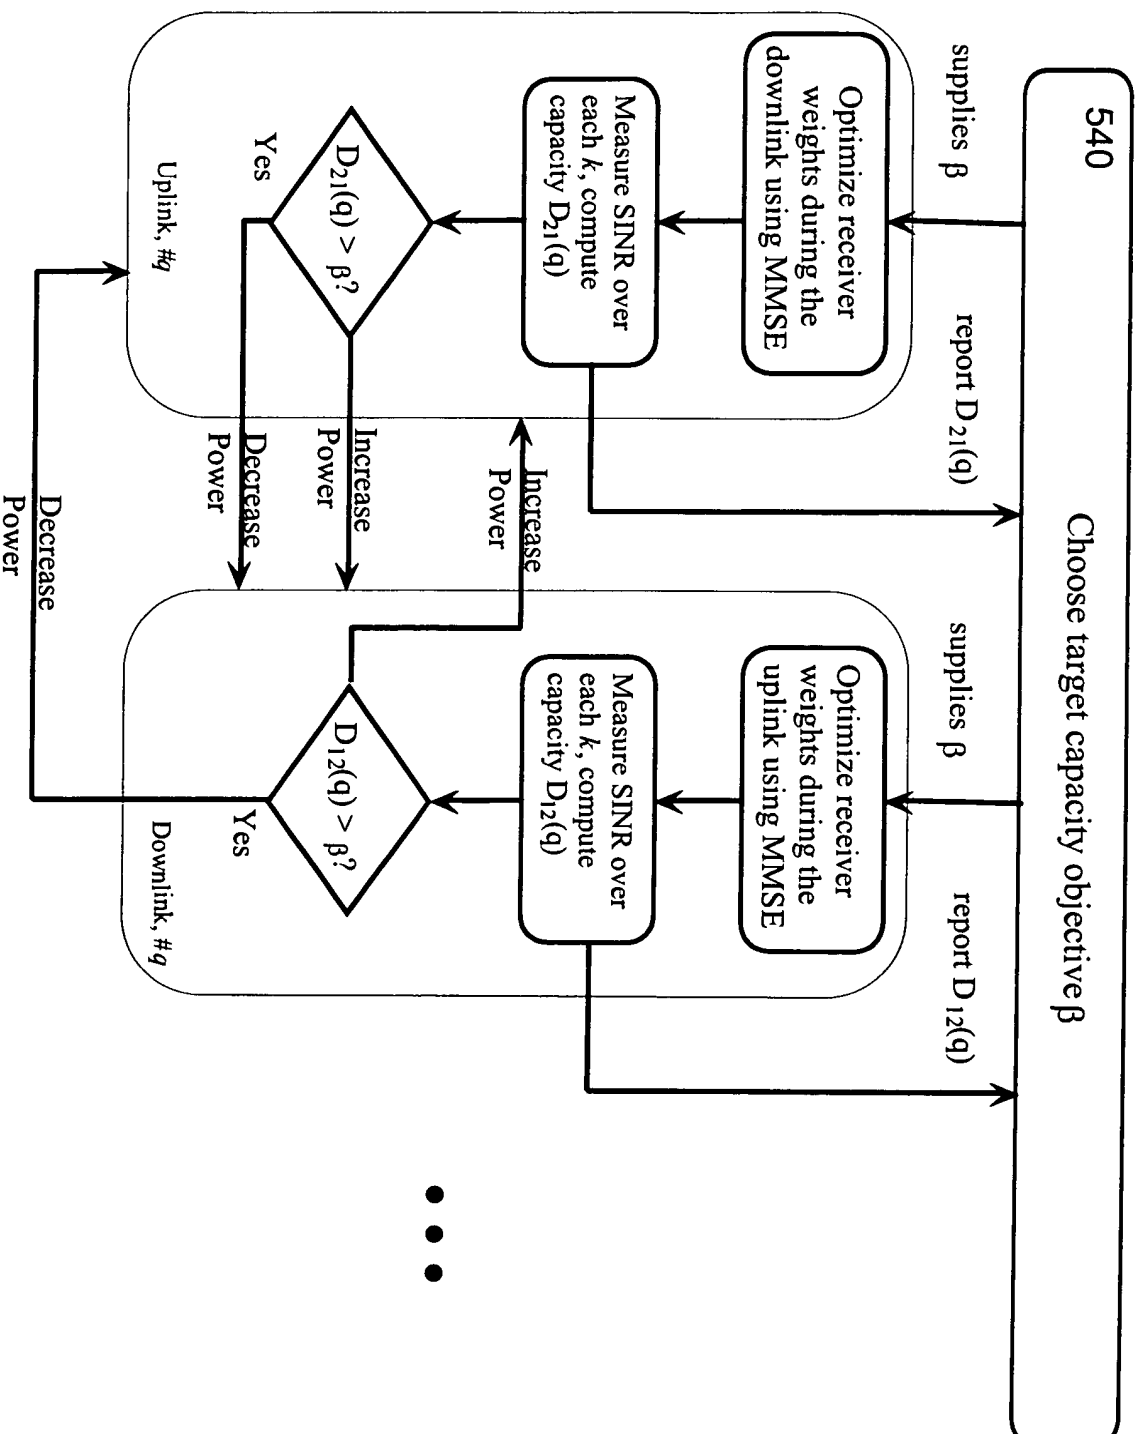 540
Choose target capacity objective β
supplies β
report D21(q)
supplies β
report D12(q)
Optimize receiver
weights during the
downlink using MMSE
Measure SINR over
each k, compute
capacity D21(q)
D21(q) > β?
Yes
Uplink, #q
Increase
Power
Decrease
Power
Increase
Power
Optimize receiver
weights during the
uplink using MMSE
Measure SINR over
each k, compute
capacity D12(q)
D12(q) > β?
Yes
Downlink, #q
Decrease
Power